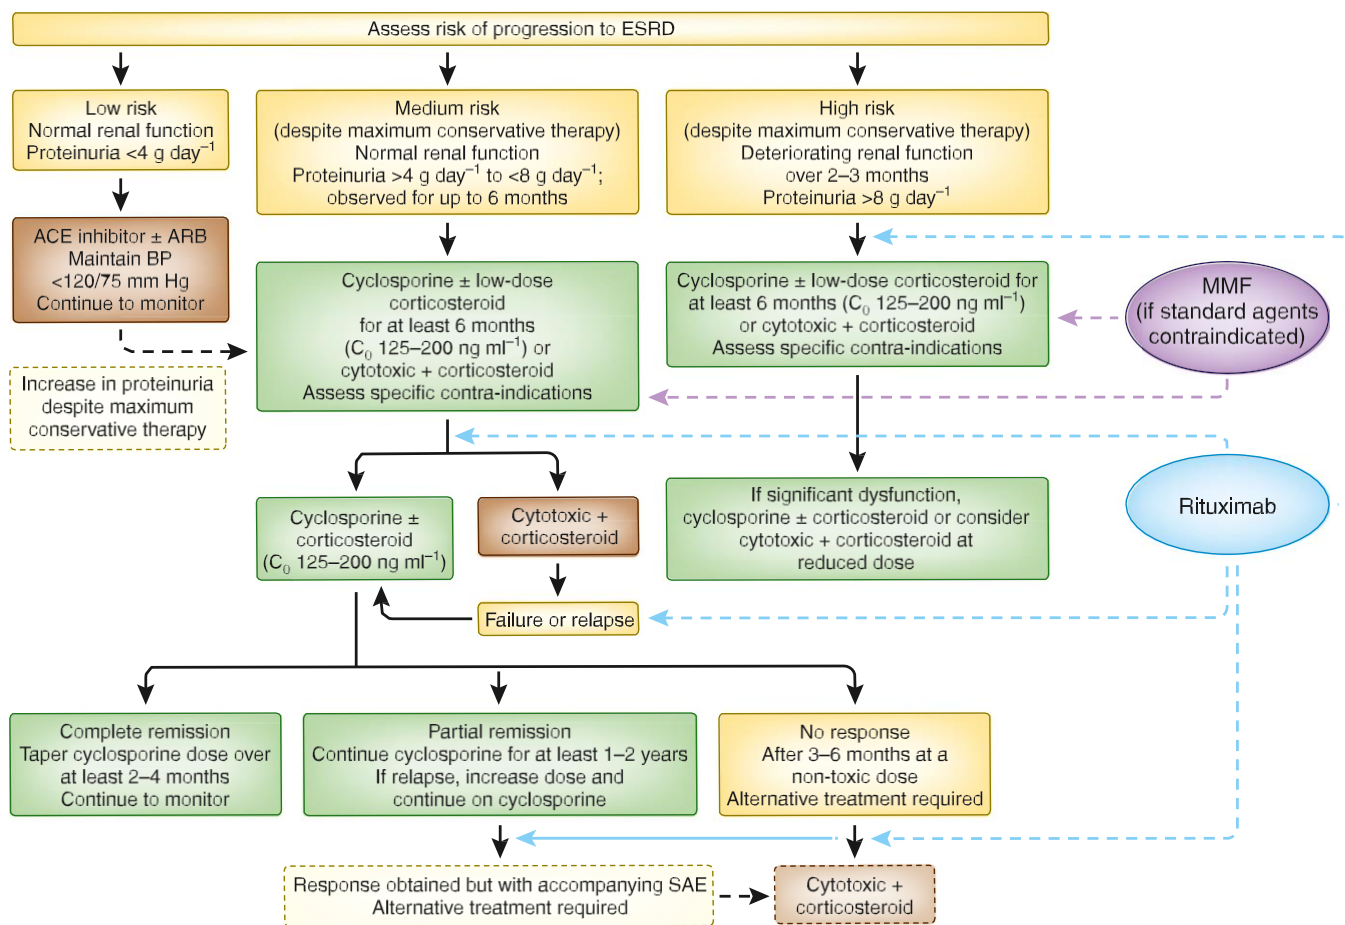 Assess risk of progression to ESRD
Low risk
Normal renal function
Proteinuria <4 g day⁻¹
Medium risk
(despite maximum conservative therapy)
Normal renal function
Proteinuria >4 g day⁻¹ to <8 g day⁻¹;
observed for up to 6 months
High risk
(despite maximum conservative therapy)
Deteriorating renal function
over 2–3 months
Proteinuria >8 g day⁻¹
ACE inhibitor ± ARB
Maintain BP
<120/75 mm Hg
Continue to monitor
Cyclosporine ± low-dose
corticosteroid
for at least 6 months
(C₀ 125–200 ng ml⁻¹) or
cytotoxic + corticosteroid
Assess specific contra-indications
Cyclosporine ± low-dose corticosteroid for
at least 6 months (C₀ 125–200 ng ml⁻¹)
or cytotoxic + corticosteroid
Assess specific contra-indications
MMF
(if standard agents
contraindicated)
Increase in proteinuria
despite maximum
conservative therapy
Cyclosporine ±
corticosteroid
(C₀ 125–200 ng ml⁻¹)
Cytotoxic +
corticosteroid
If significant dysfunction,
cyclosporine ± corticosteroid or consider
cytotoxic + corticosteroid at
reduced dose
Rituximab
Failure or relapse
Complete remission
Taper cyclosporine dose over
at least 2–4 months
Continue to monitor
Partial remission
Continue cyclosporine for at least 1–2 years
If relapse, increase dose and
continue on cyclosporine
No response
After 3–6 months at a
non-toxic dose
Alternative treatment required
Response obtained but with accompanying SAE
Alternative treatment required
Cytotoxic +
corticosteroid